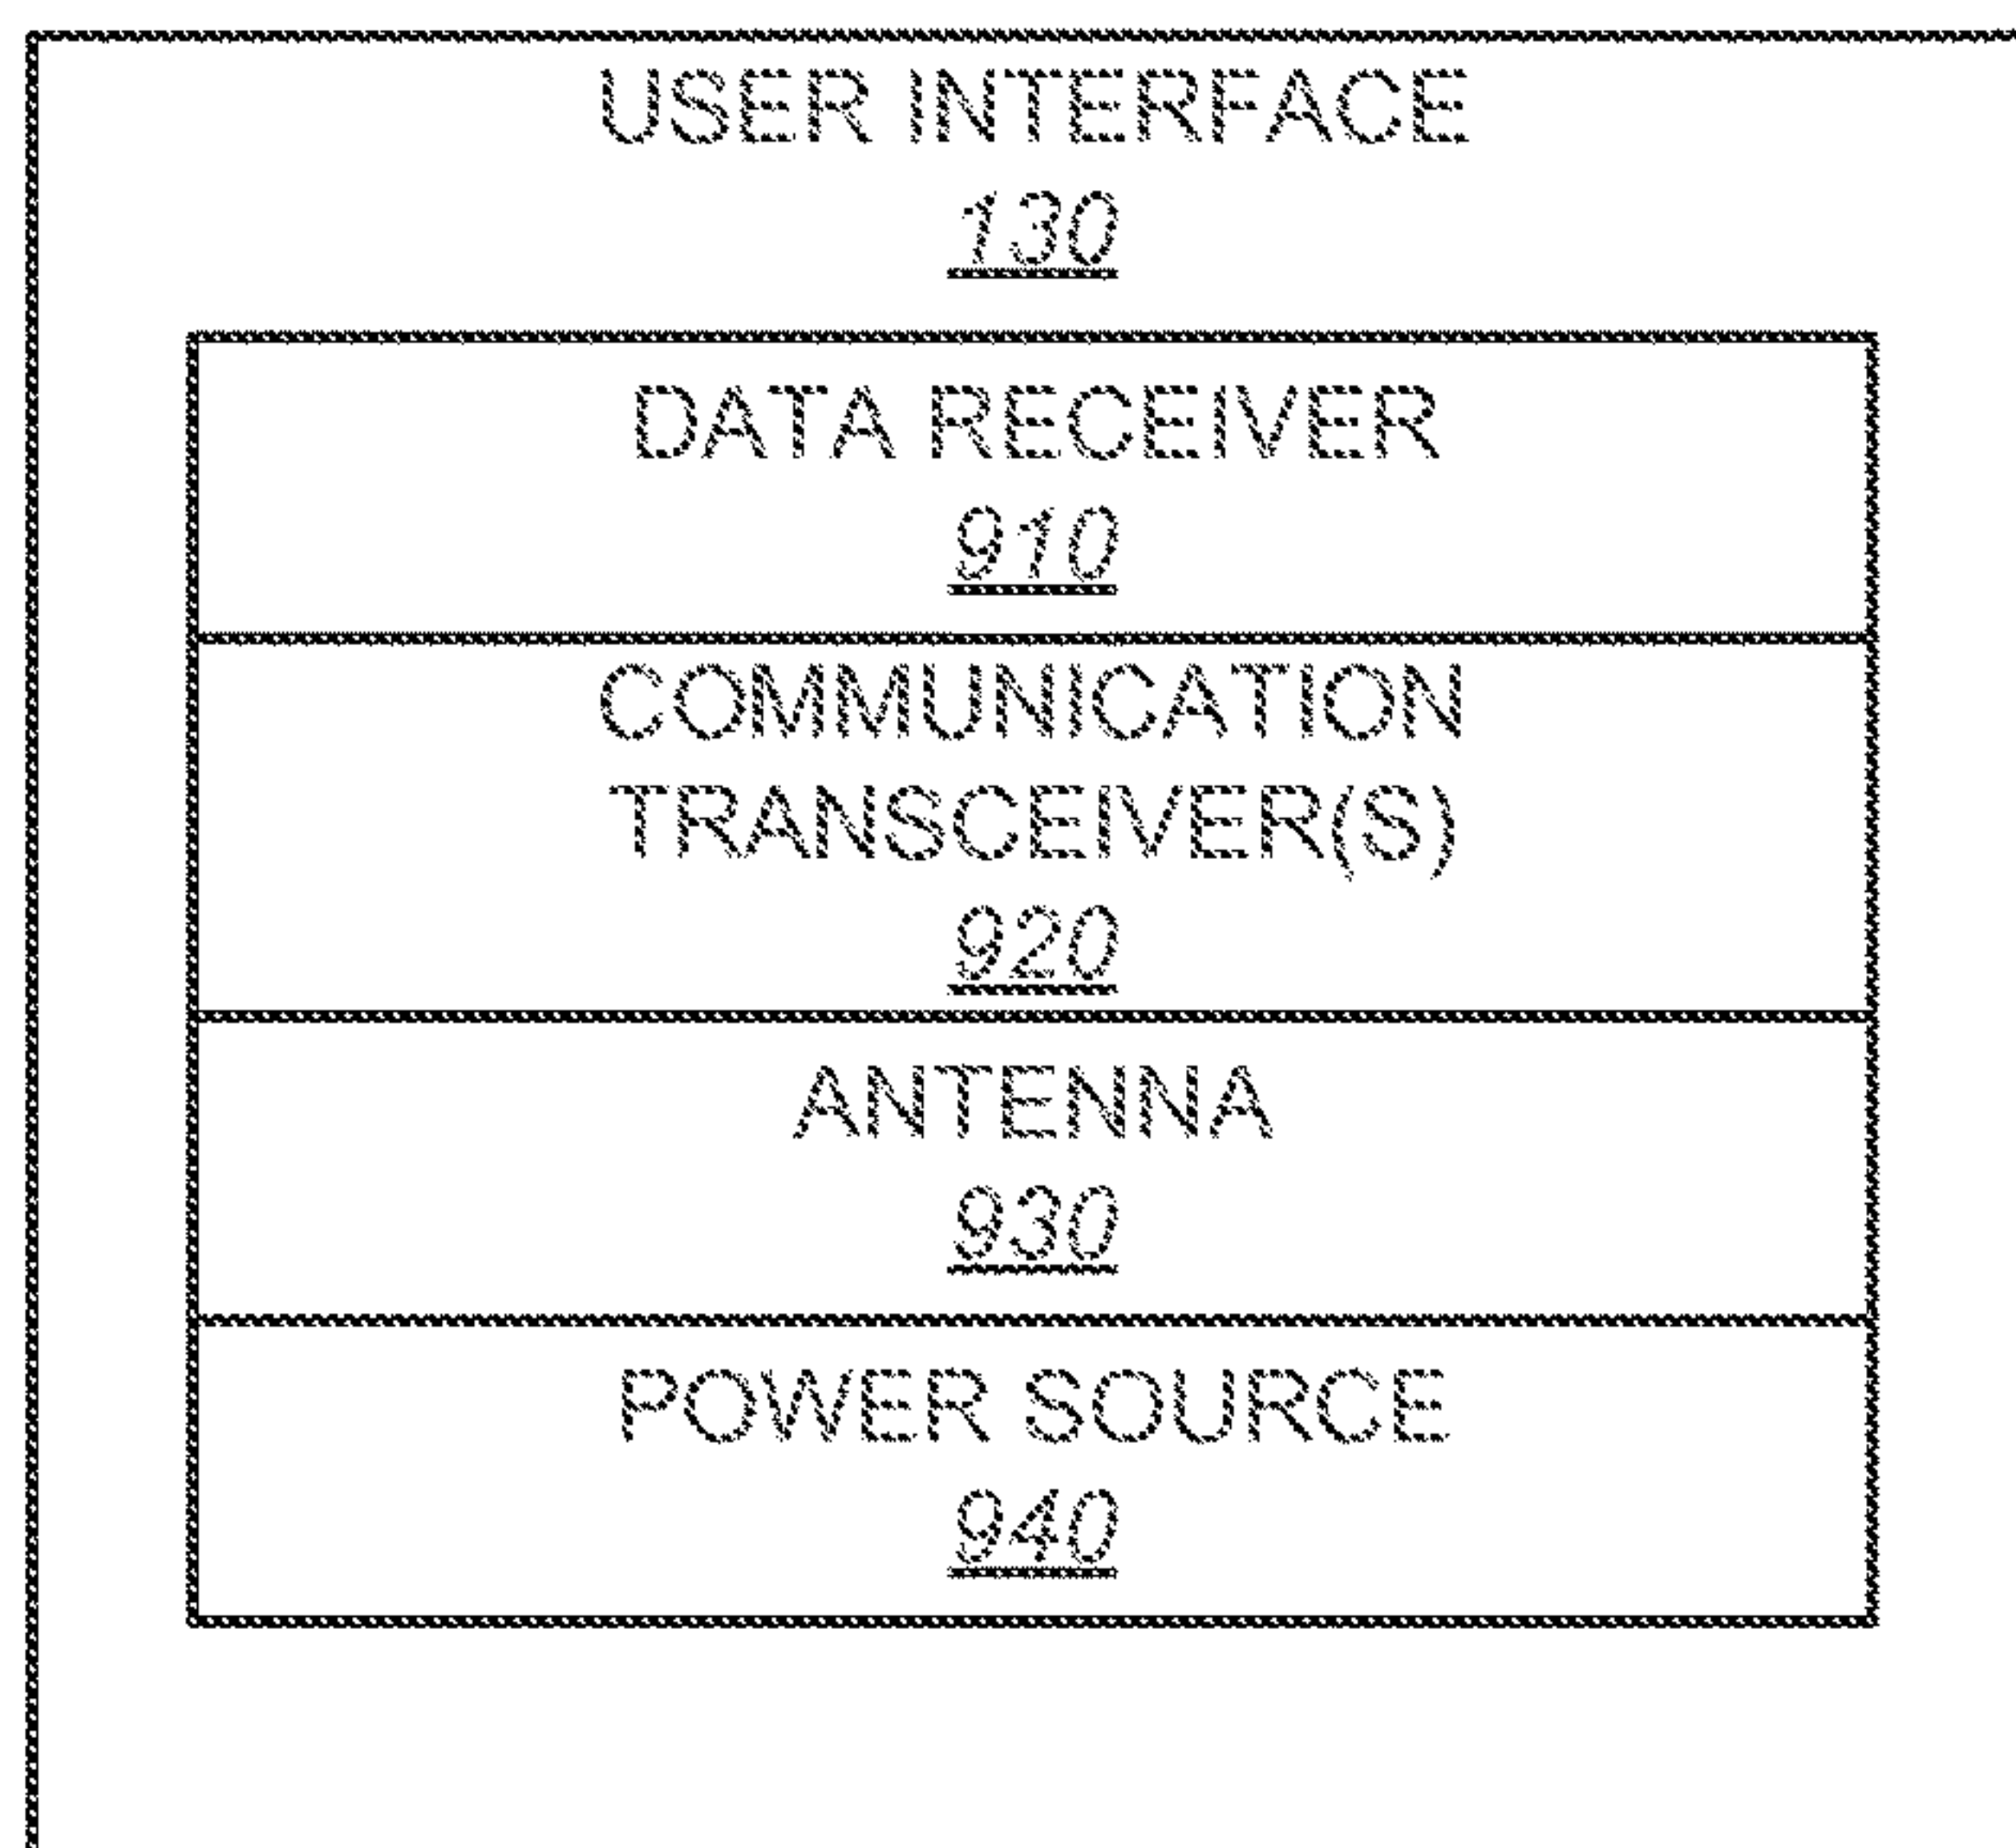 USER INTERFACE
130
DATA RECEIVER
910
COMMUNICATION
TRANSCEIVER(S)
920
ANTENNA
930
POWER SOURCE
940